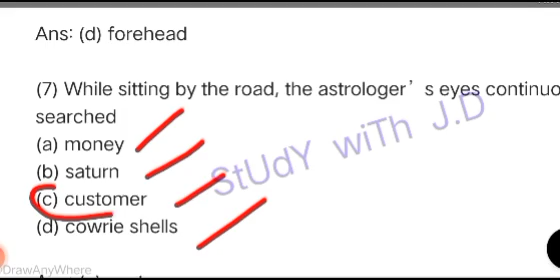 Ans: (d) forehead
(7) While sitting by the road, the astrologer's eyes continuo
searched
(a) money
(b) saturn
(c) customer
(d) cowrie shells
StUdY wiTh J.D
DrawAnyWhere